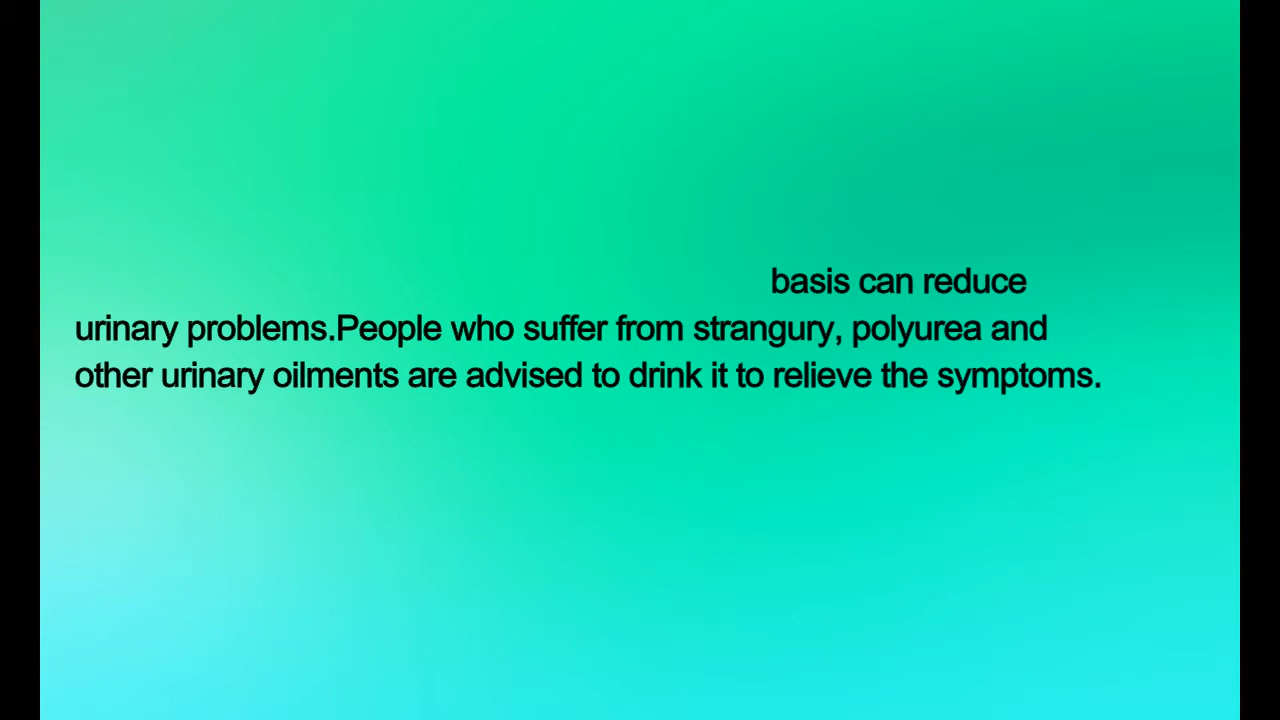 basis can reduce
urinary problems.People who suffer from strangury, polyurea and
other urinary oilments are advised to drink it to relieve the symptoms.